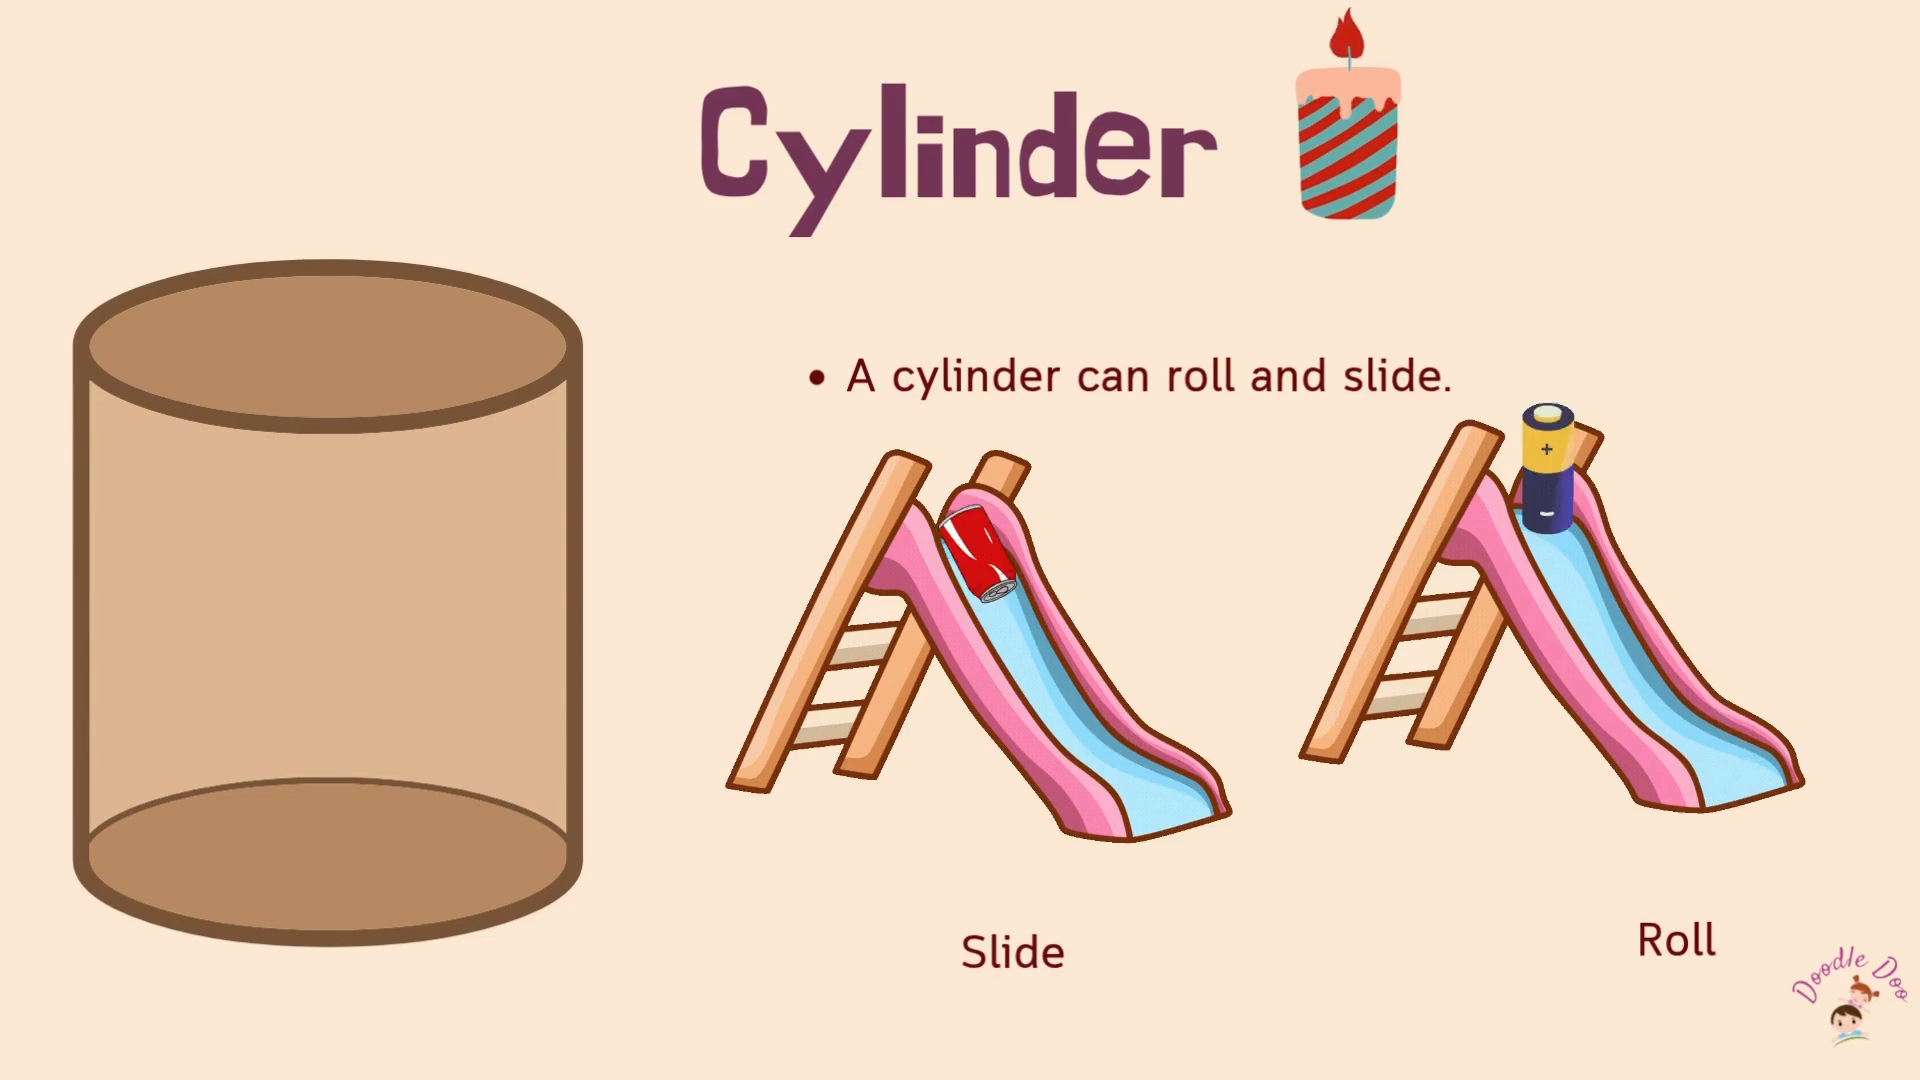 Cylinder
• A cylinder can roll and slide.
+
-
Slide
Roll
Doodle Doo